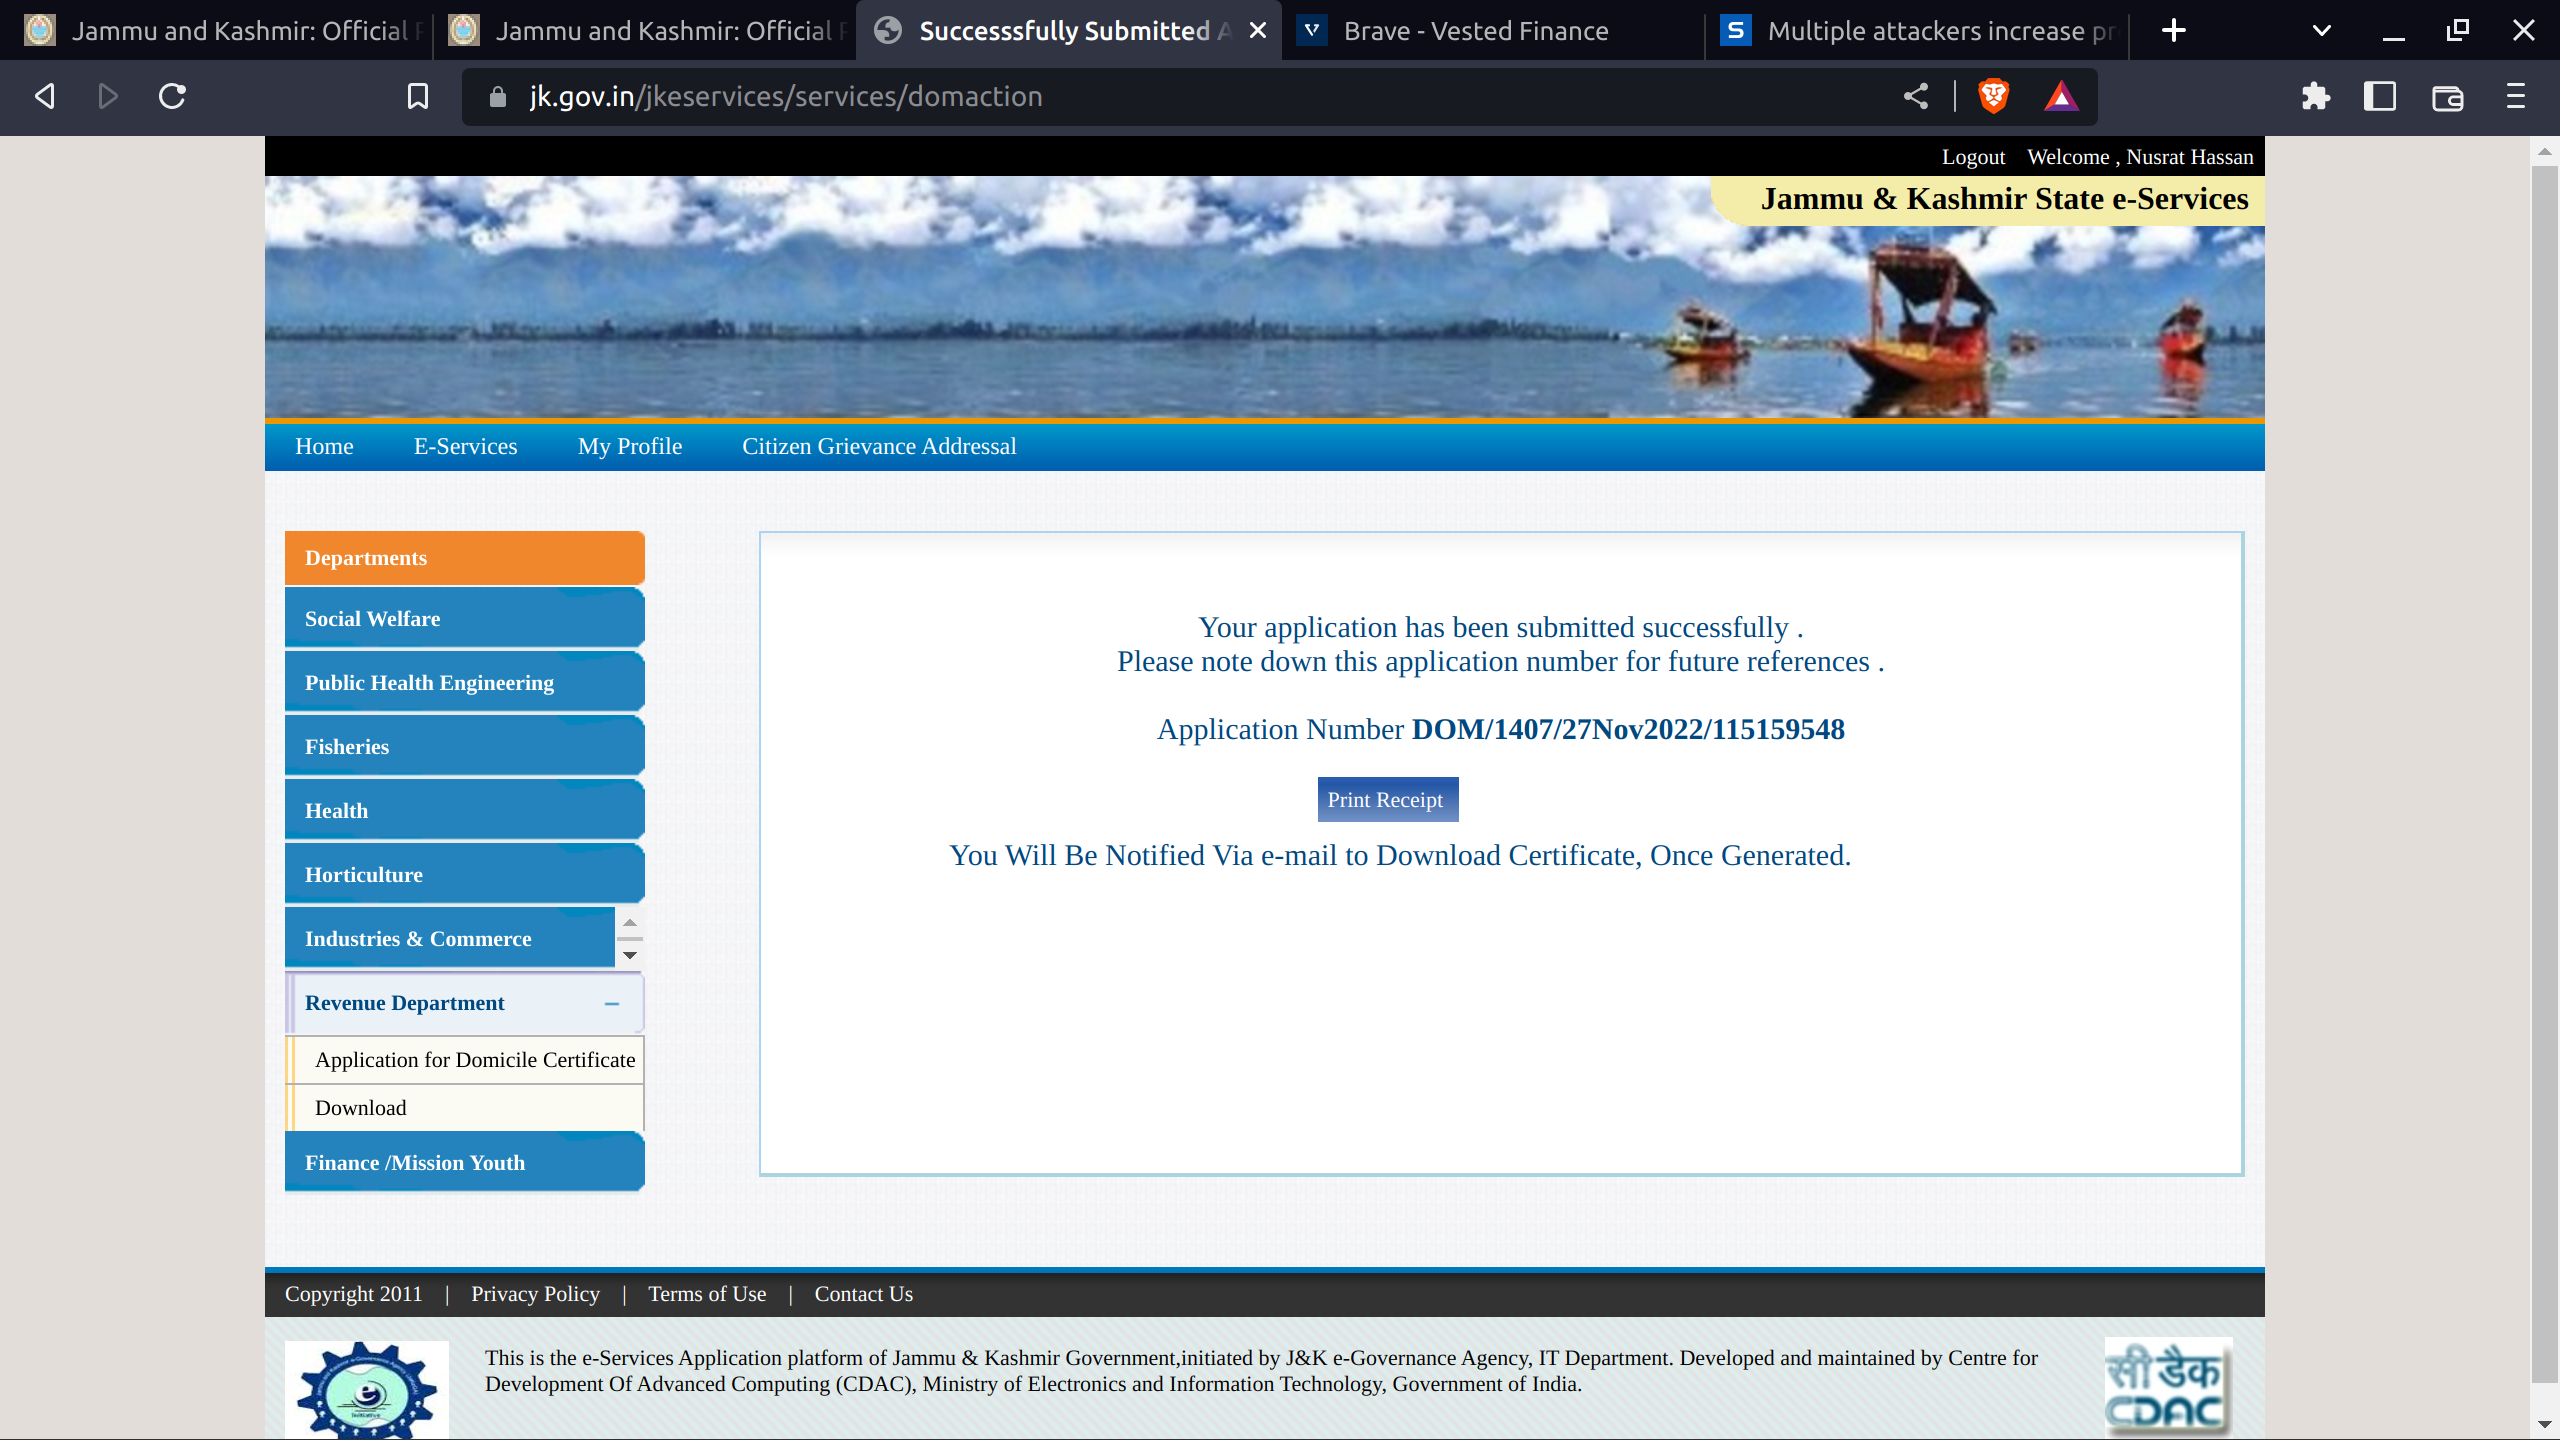 Jammu and Kashmir: Official
Jammu and Kashmir: Official
Successsfully Submitted A
Brave - Vested Finance
Multiple attackers increase pr
jk.gov.in/jkeservices/services/domaction
Logout Welcome , Nusrat Hassan
Jammu & Kashmir State e-Services
Home E-Services My Profile Citizen Grievance Addressal
Departments
Social Welfare
Public Health Engineering
Fisheries
Health
Horticulture
Industries & Commerce
Revenue Department
Application for Domicile Certificate
Download
Finance /Mission Youth
Your application has been submitted successfully .
Please note down this application number for future references .
Application Number DOM/1407/27Nov2022/115159548
Print Receipt
You Will Be Notified Via e-mail to Download Certificate, Once Generated.
Copyright 2011 | Privacy Policy | Terms of Use | Contact Us
This is the e-Services Application platform of Jammu & Kashmir Government,initiated by J&K e-Governance Agency, IT Department. Developed and maintained by Centre for
Development Of Advanced Computing (CDAC), Ministry of Electronics and Information Technology, Government of India.
सी डैक
CDAC